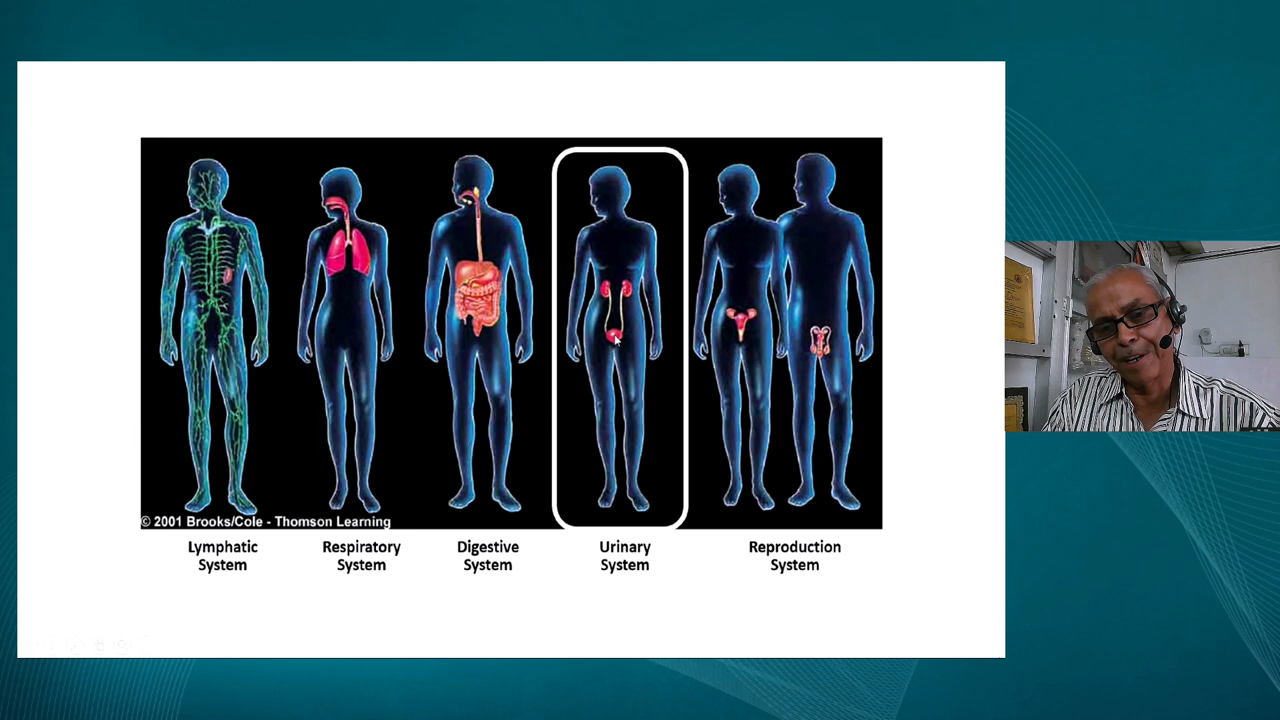 © 2001 Brooks/Cole - Thomson Learning
Lymphatic
System
Respiratory
System
Digestive
System
Urinary
System
Reproduction
System